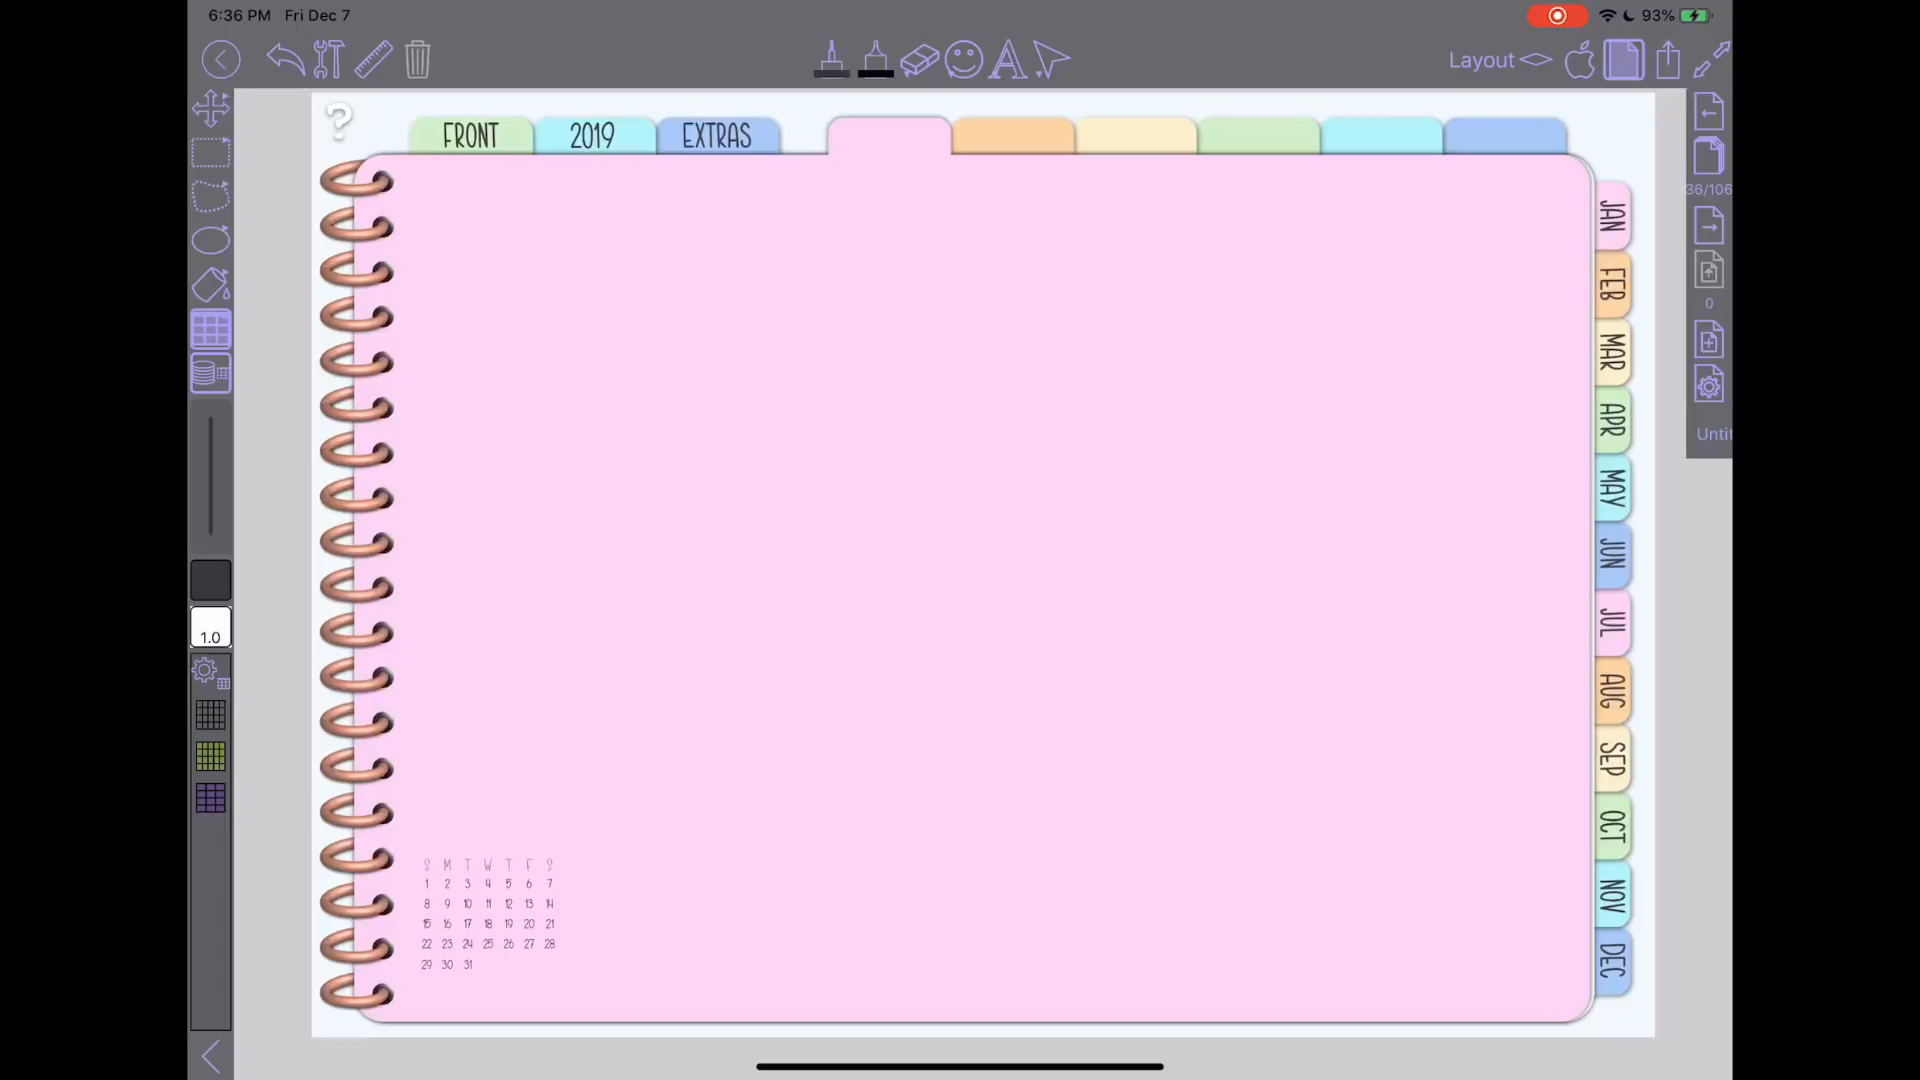 6:36 PM Fri Dec 7
93%
Layout
FRONT
2019
EXTRAS
36/106
0
Untit
1.0
JAN
FEB
MAR
APR
MAY
JUN
JUL
AUG
SEP
OCT
NOV
DEC
S M T W T F S
1 2 3 4 5 6 7
8 9 10 11 12 13 14
15 16 17 18 19 20 21
22 23 24 25 26 27 28
29 30 31